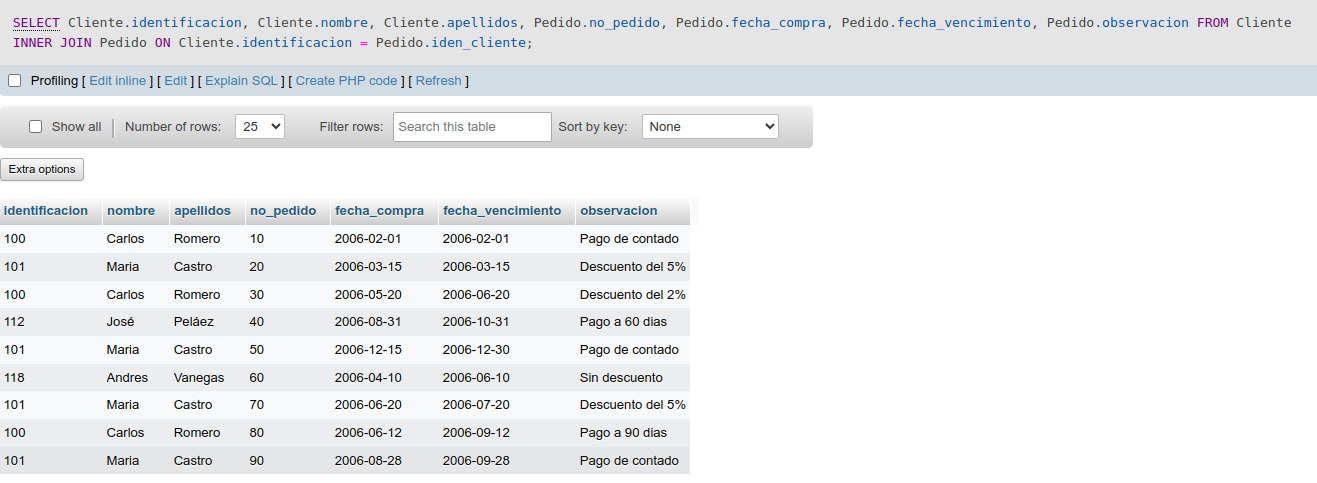 SELECT Cliente.identificacion, Cliente.nombre, Cliente.apellidos, Pedido.no_pedido, Pedido.fecha_compra, Pedido.fecha_vencimiento, Pedido.observacion FROM Cliente
INNER JOIN Pedido ON Cliente.identificacion = Pedido.iden_cliente;
Profiling [ Edit inline ] [ Edit ] [ Explain SQL ] [ Create PHP code ] [ Refresh ]
Show all Number of rows: 25 Filter rows: Search this table Sort by key: None
Extra options
identificacion nombre apellidos no_pedido fecha_compra fecha_vencimiento observacion
100 Carlos Romero 10 2006-02-01 2006-02-01 Pago de contado
101 Maria Castro 20 2006-03-15 2006-03-15 Descuento del 5%
100 Carlos Romero 30 2006-05-20 2006-06-20 Descuento del 2%
112 José Peláez 40 2006-08-31 2006-10-31 Pago a 60 dias
101 Maria Castro 50 2006-12-15 2006-12-30 Pago de contado
118 Andres Vanegas 60 2006-04-10 2006-06-10 Sin descuento
101 Maria Castro 70 2006-06-20 2006-07-20 Descuento del 5%
100 Carlos Romero 80 2006-06-12 2006-09-12 Pago a 90 dias
101 Maria Castro 90 2006-08-28 2006-09-28 Pago de contado